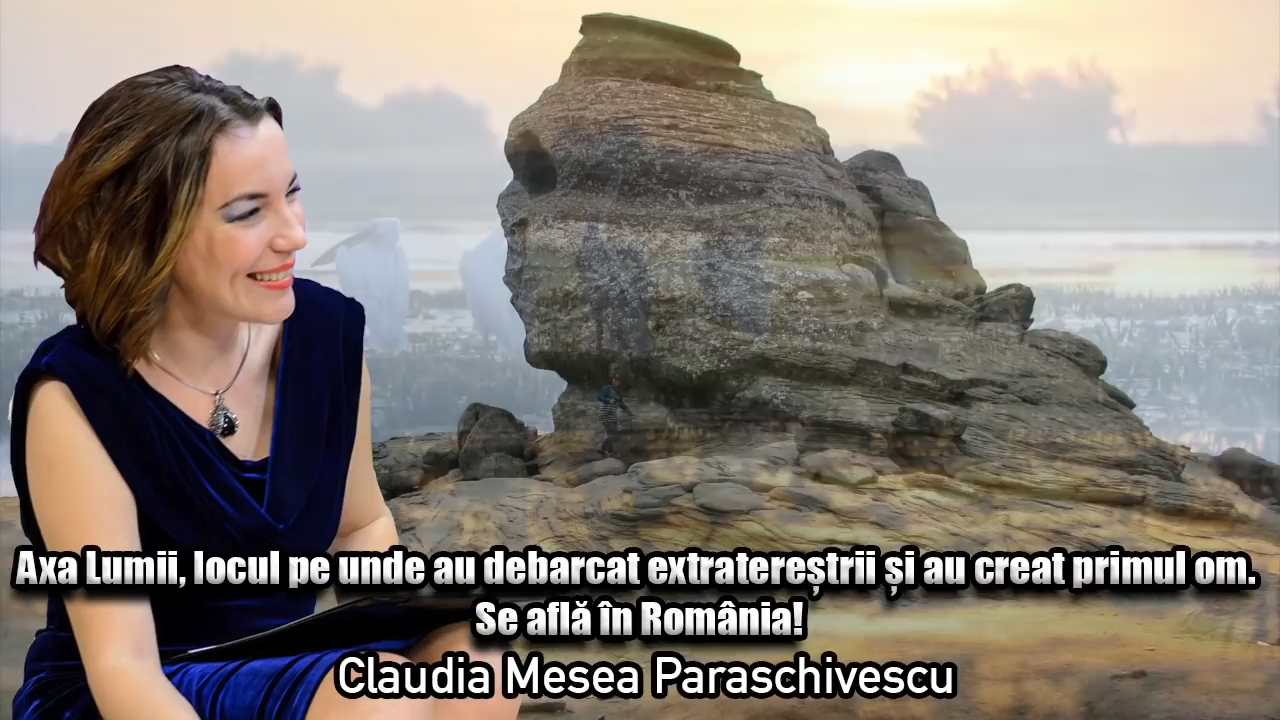 Axa Lumii, locul pe unde au debarcat extratereștrii și au creat primul om.
Se află în România!
Claudia Mesea Paraschivescu